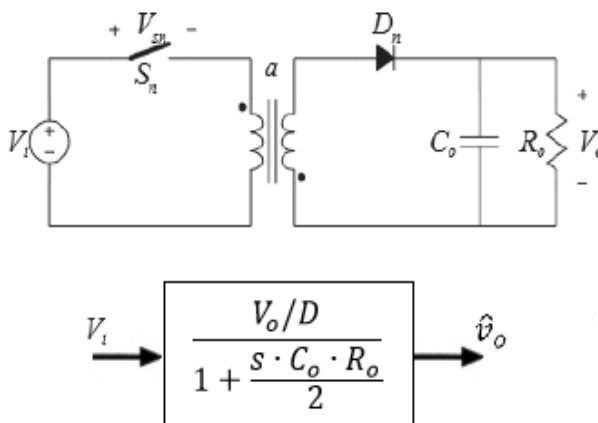 + V_sn - D_n
S_n a
+ +
V_i C_o R_o V_o
- -
V_o/D
V_i v̂_o
1 + s · C_o · R_o
2